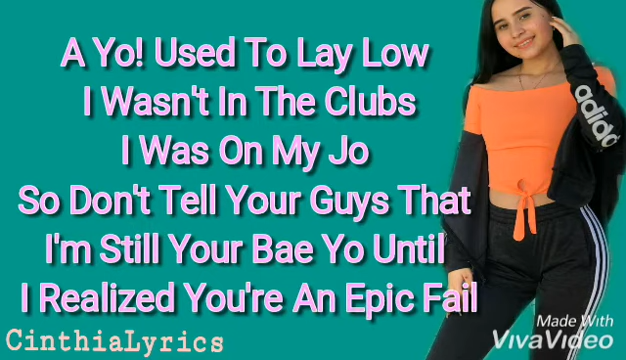 A Yo! Used To Lay Low
I Wasn't In The Clubs
I Was On My Jo
So Don't Tell Your Guys That
I'm Still Your Bae Yo Until
I Realized You're An Epic Fail
CinthiaLyrics
adidas
Made With
VivaVideo